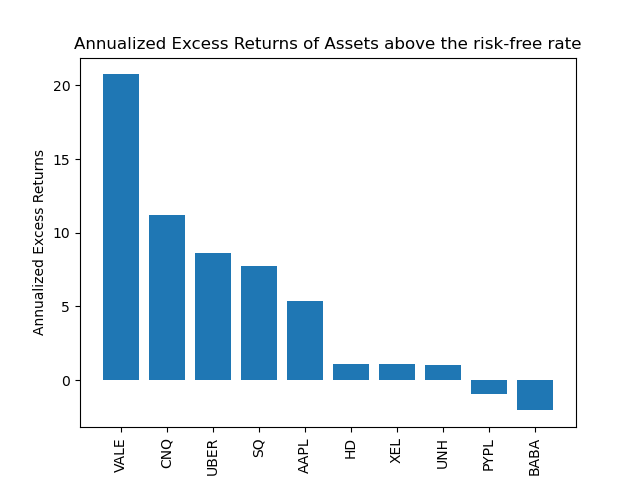 Annualized Excess Returns of Assets above the risk-free rate
Annualized Excess Returns
20
15
10
5
0
VALE
CNQ
UBER
SQ
AAPL
HD
XEL
UNH
PYPL
BABA